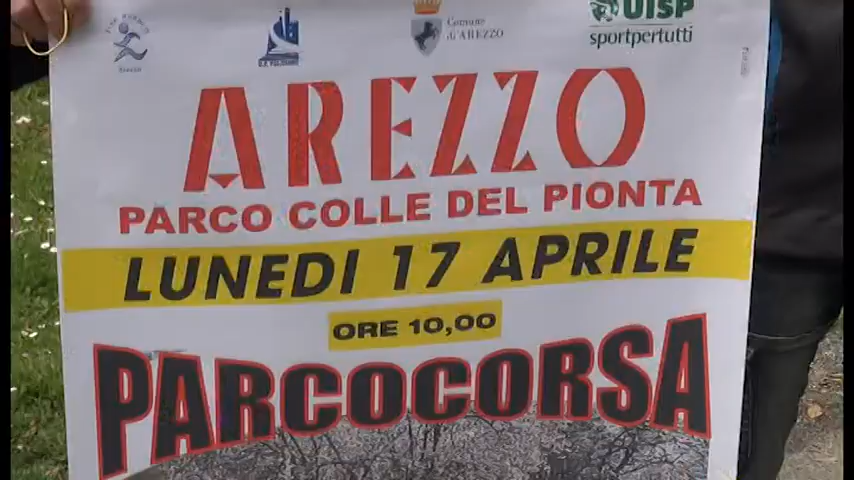 Comune
di AREZZO
UISP
sportpertutti
AREZZO
PARCO COLLE DEL PIONTA
LUNEDI 17 APRILE
ORE 10,00
PARCOCORSA